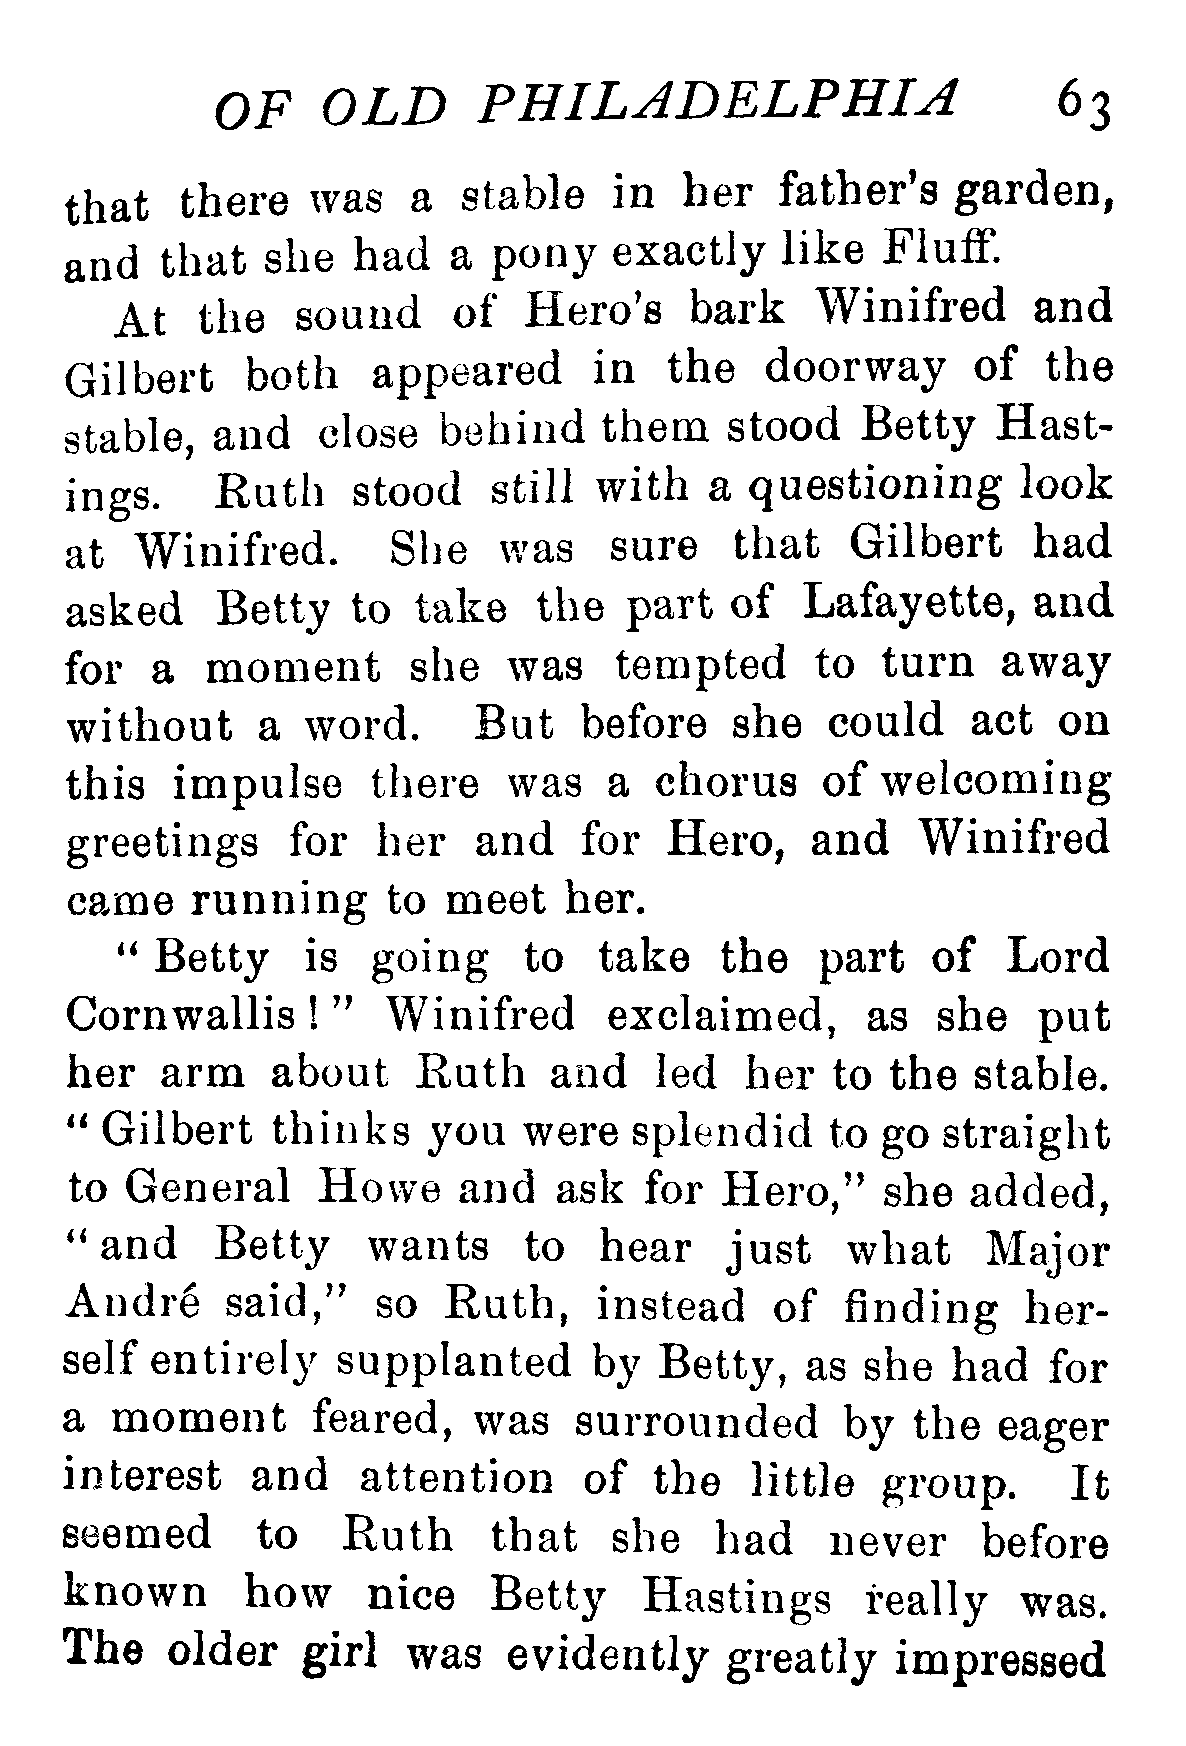 OF OLD PHILADELPHIA 63
that there was a stable in her father's garden,
and that she had a pony exactly like Fluff.
At the sound of Hero's bark Winifred and
Gilbert both appeared in the doorway of the
stable, and close behind them stood Betty Hast-
ings. Ruth stood still with a questioning look
at Winifred. She was sure that Gilbert had
asked Betty to take the part of Lafayette, and
for a moment she was tempted to turn away
without a word. But before she could act on
this impulse there was a chorus of welcoming
greetings for her and for Hero, and Winifred
came running to meet her.
“ Betty is going to take the part of Lord
Cornwallis ! ” Winifred exclaimed, as she put
her arm about Ruth and led her to the stable.
“ Gilbert thinks you were splendid to go straight
to General Howe and ask for Hero,” she added,
“ and Betty wants to hear just what Major
André said,” so Ruth, instead of finding her-
self entirely supplanted by Betty, as she had for
a moment feared, was surrounded by the eager
interest and attention of the little group. It
seemed to Ruth that she had never before
known how nice Betty Hastings really was.
The older girl was evidently greatly impressed